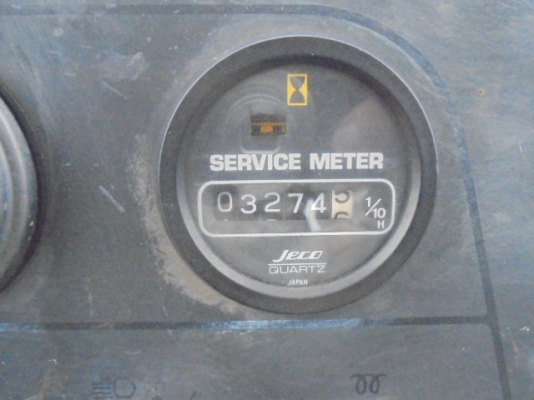 SERVICE METER
03274 1/10 H
Jeco
QUARTZ
JAPAN